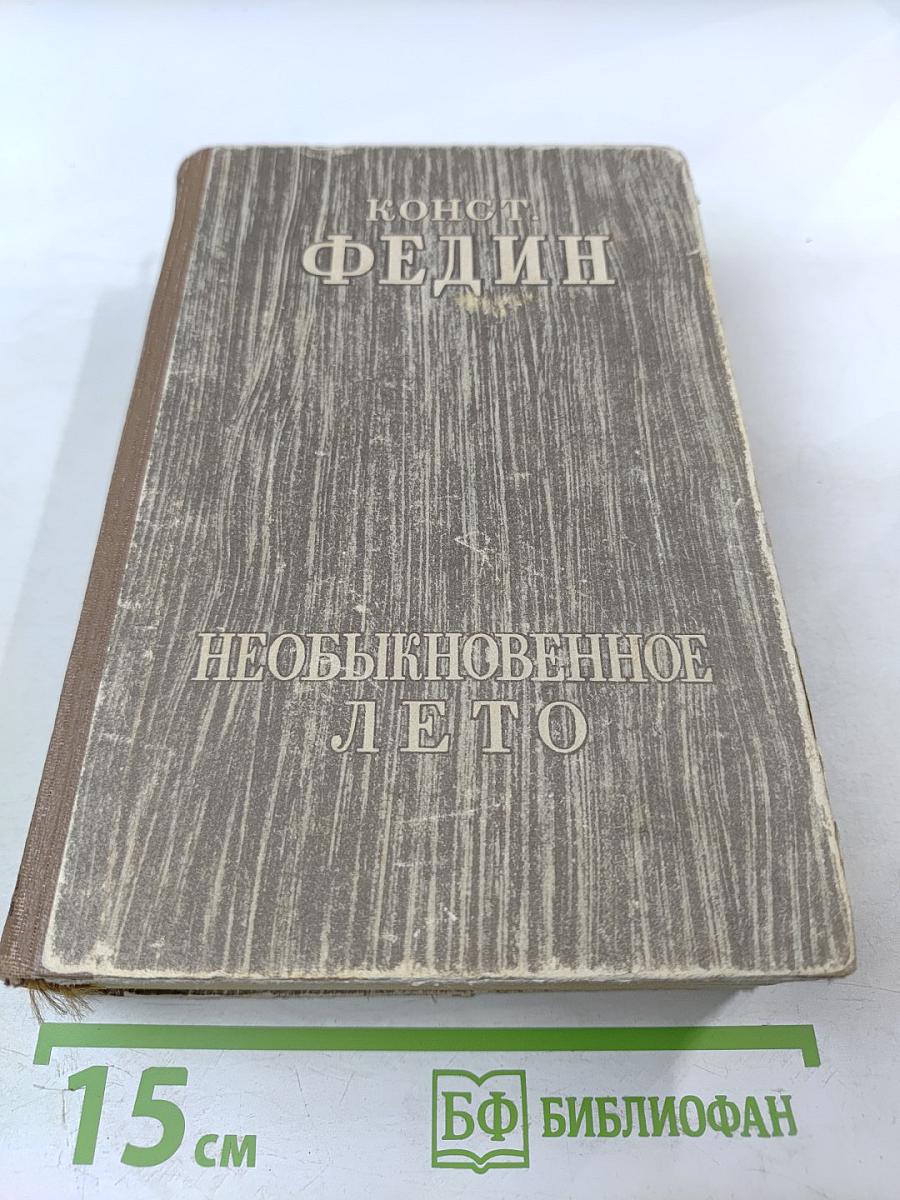 КОНСТ.
ФЕДИН
НЕОБЫКНОВЕННОЕ
ЛЕТО
15 см
БФ БИБЛИОФАН